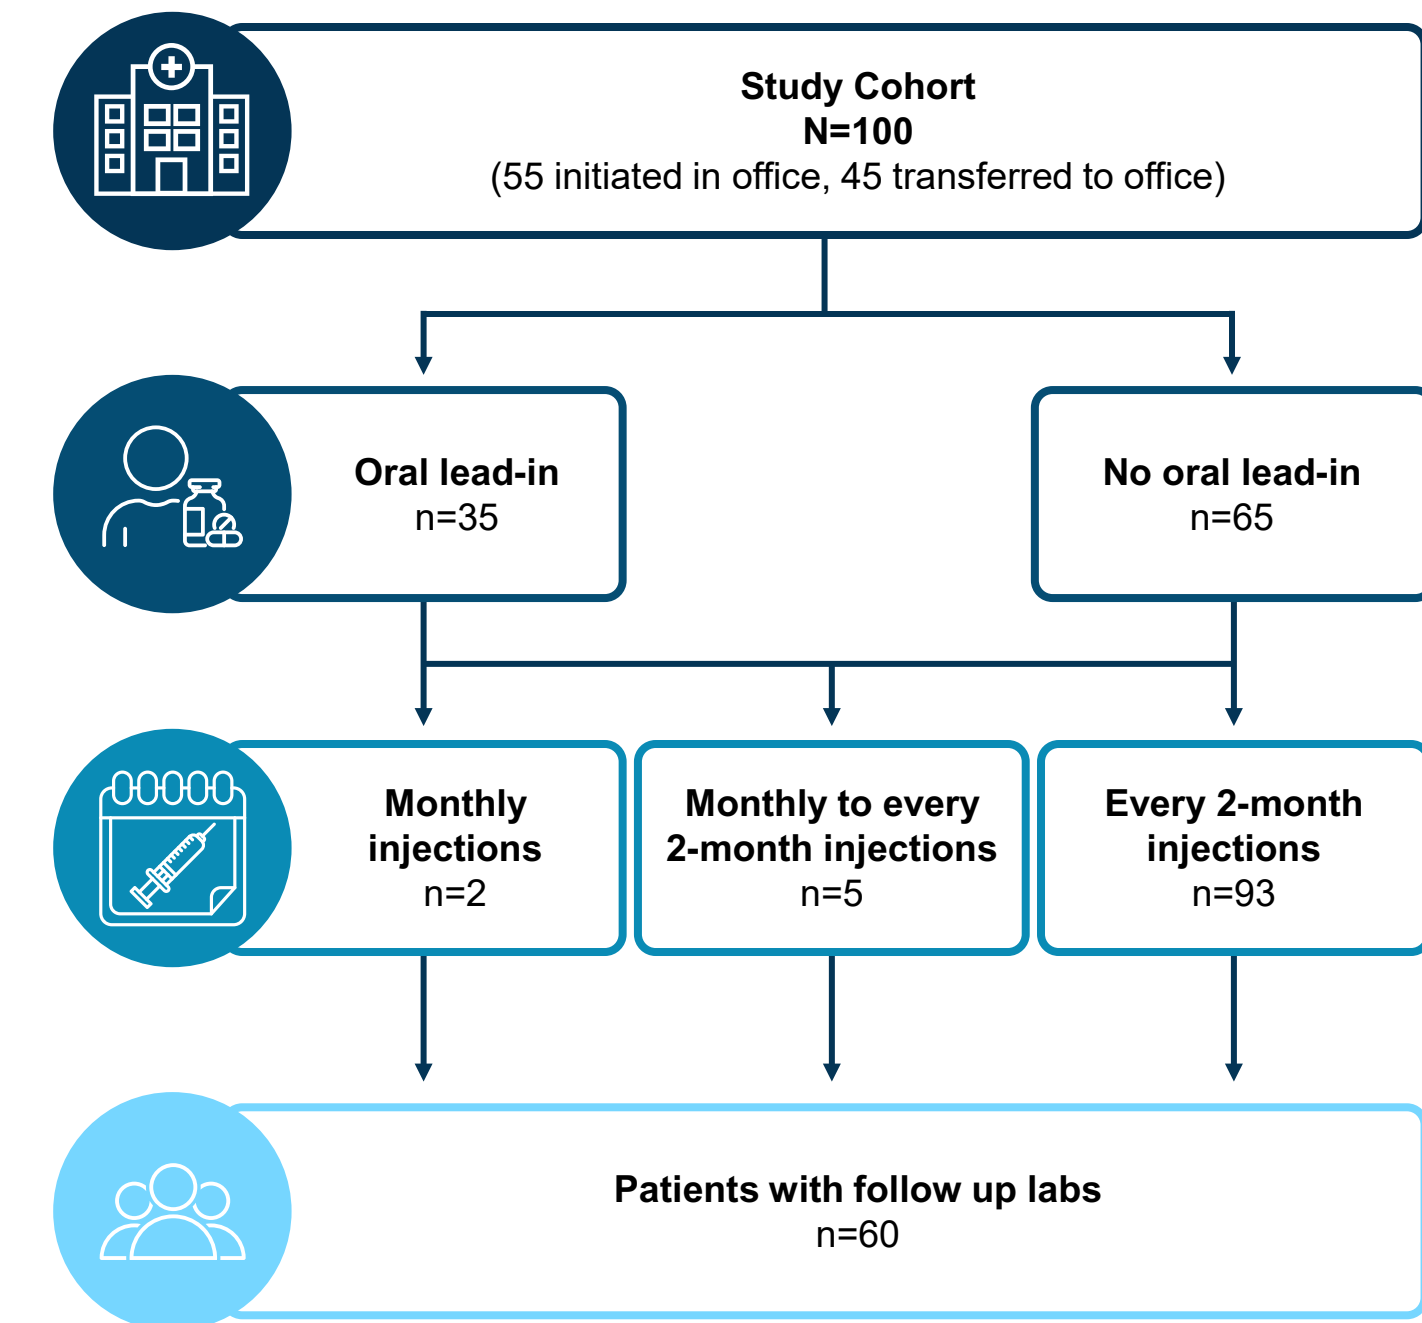 Study Cohort
N=100
(55 initiated in office, 45 transferred to office)
Oral lead-in
n=35
No oral lead-in
n=65
Monthly
injections
n=2
Monthly to every
2-month injections
n=5
Every 2-month
injections
n=93
Patients with follow up labs
n=60